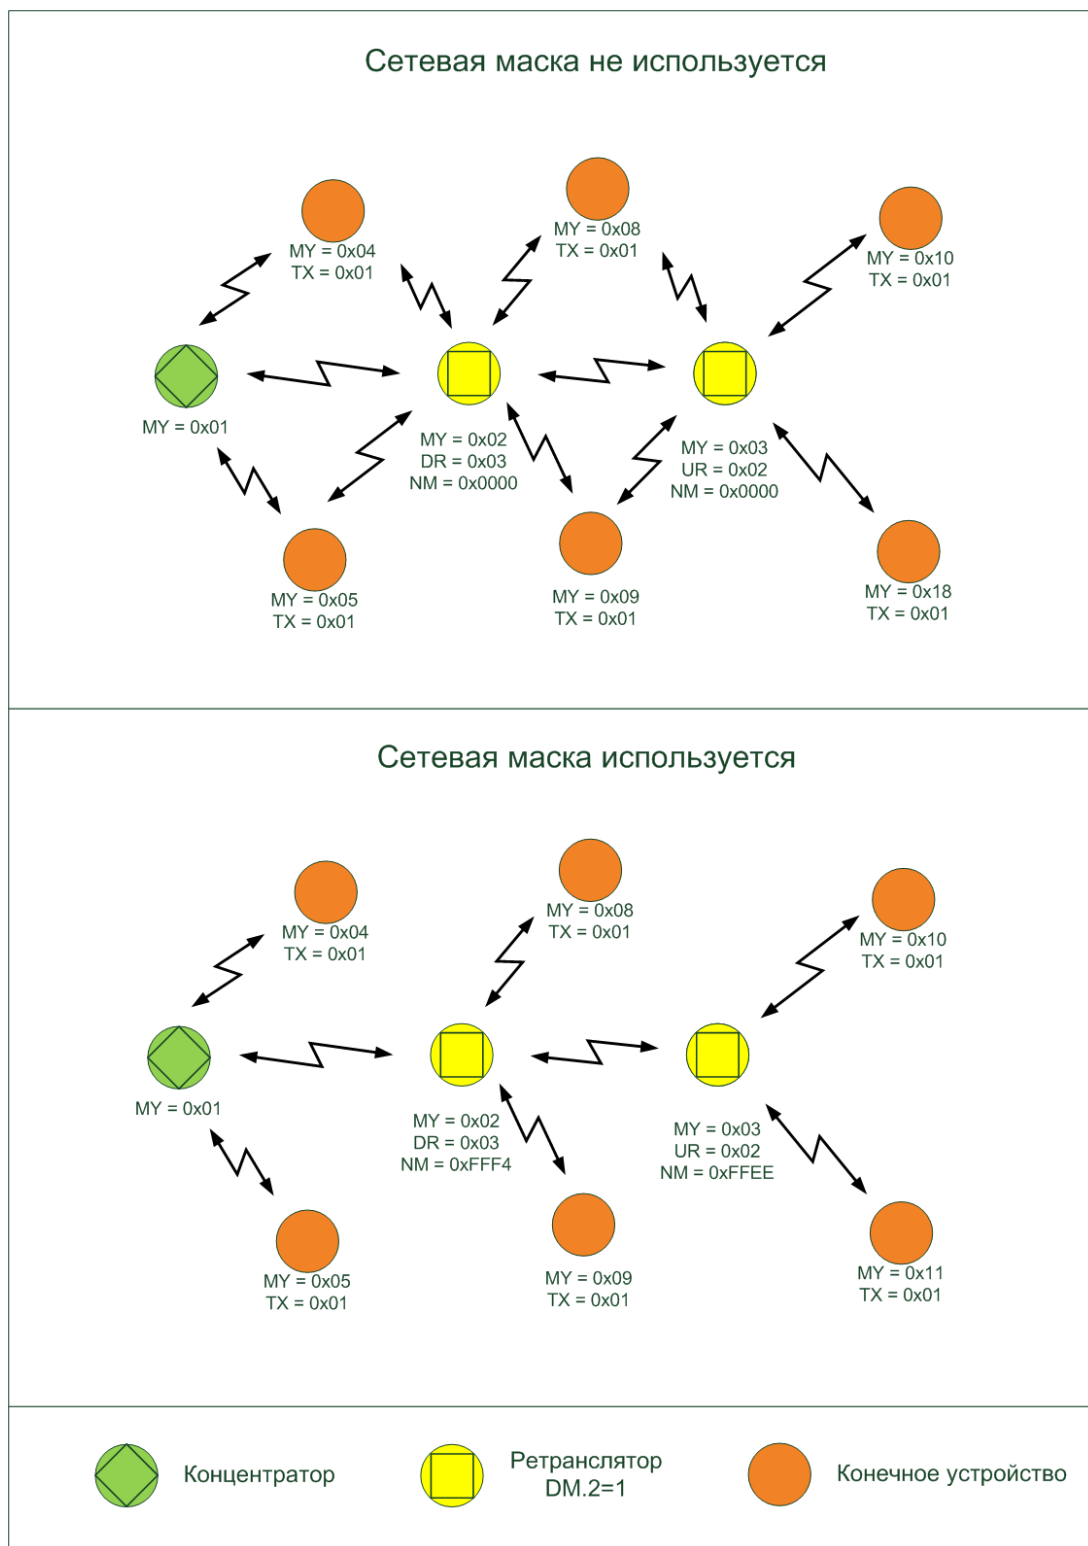 Сетевая маска не используется
MY = 0x04
TX = 0x01
MY = 0x08
TX = 0x01
MY = 0x10
TX = 0x01
MY = 0x01
MY = 0x02
DR = 0x03
NM = 0x0000
MY = 0x03
UR = 0x02
NM = 0x0000
MY = 0x05
TX = 0x01
MY = 0x09
TX = 0x01
MY = 0x18
TX = 0x01
Сетевая маска используется
MY = 0x04
TX = 0x01
MY = 0x08
TX = 0x01
MY = 0x10
TX = 0x01
MY = 0x01
MY = 0x02
DR = 0x03
NM = 0xFFF4
MY = 0x03
UR = 0x02
NM = 0xFFEE
MY = 0x05
TX = 0x01
MY = 0x09
TX = 0x01
MY = 0x11
TX = 0x01
Концентратор
Ретранслятор
DM.2=1
Конечное устройство